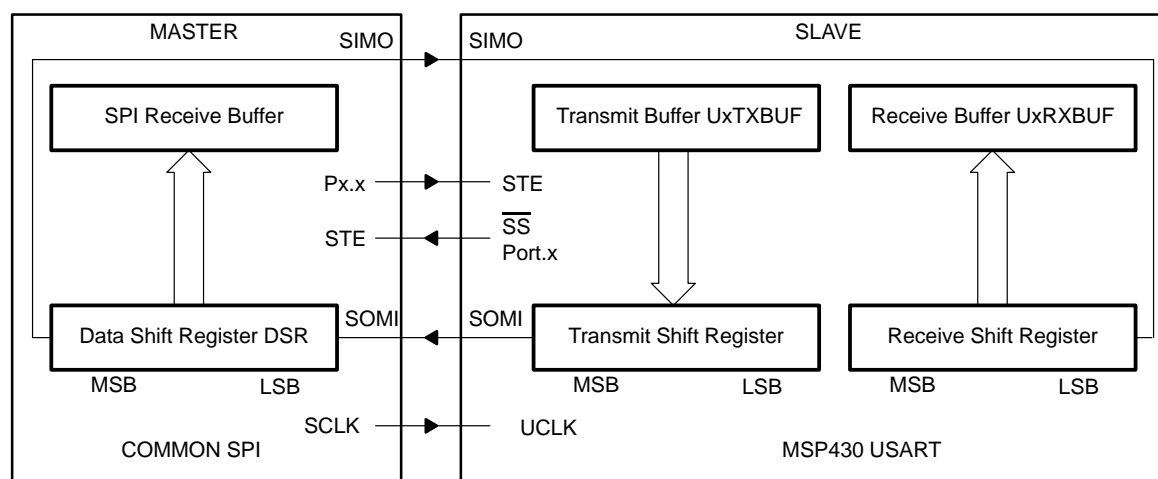 MASTER
SLAVE
SIMO
SIMO
SPI Receive Buffer
Transmit Buffer UxTXBUF
Receive Buffer UxRXBUF
Px.x
STE
STE
SS
Port.x
SOMI
SOMI
Data Shift Register DSR
Transmit Shift Register
Receive Shift Register
MSB
LSB
MSB
LSB
MSB
LSB
SCLK
UCLK
COMMON SPI
MSP430 USART